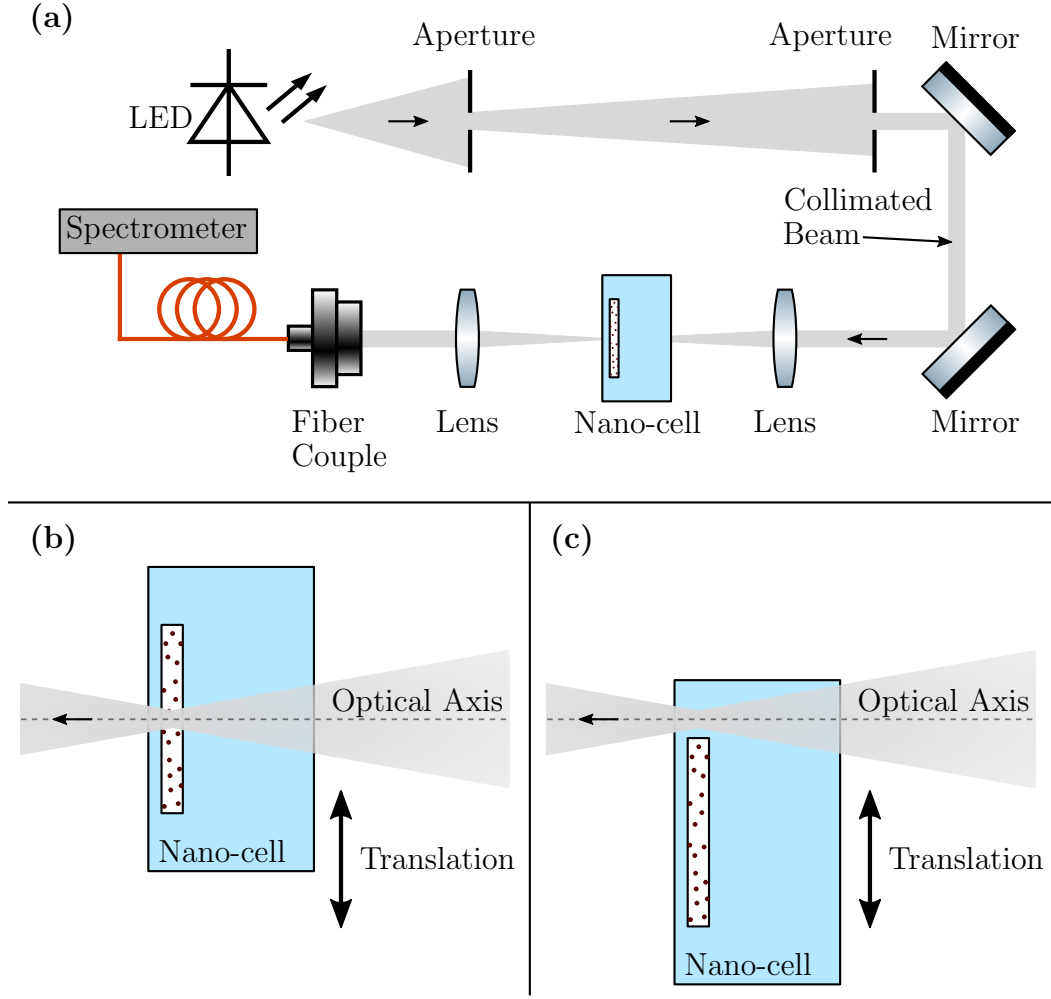 (a)
Aperture
Aperture
Mirror
LED
Collimated
Beam
Spectrometer
Fiber
Couple
Lens
Nano-cell
Lens
Mirror
(b)
Optical Axis
Nano-cell
Translation
(c)
Optical Axis
Translation
Nano-cell